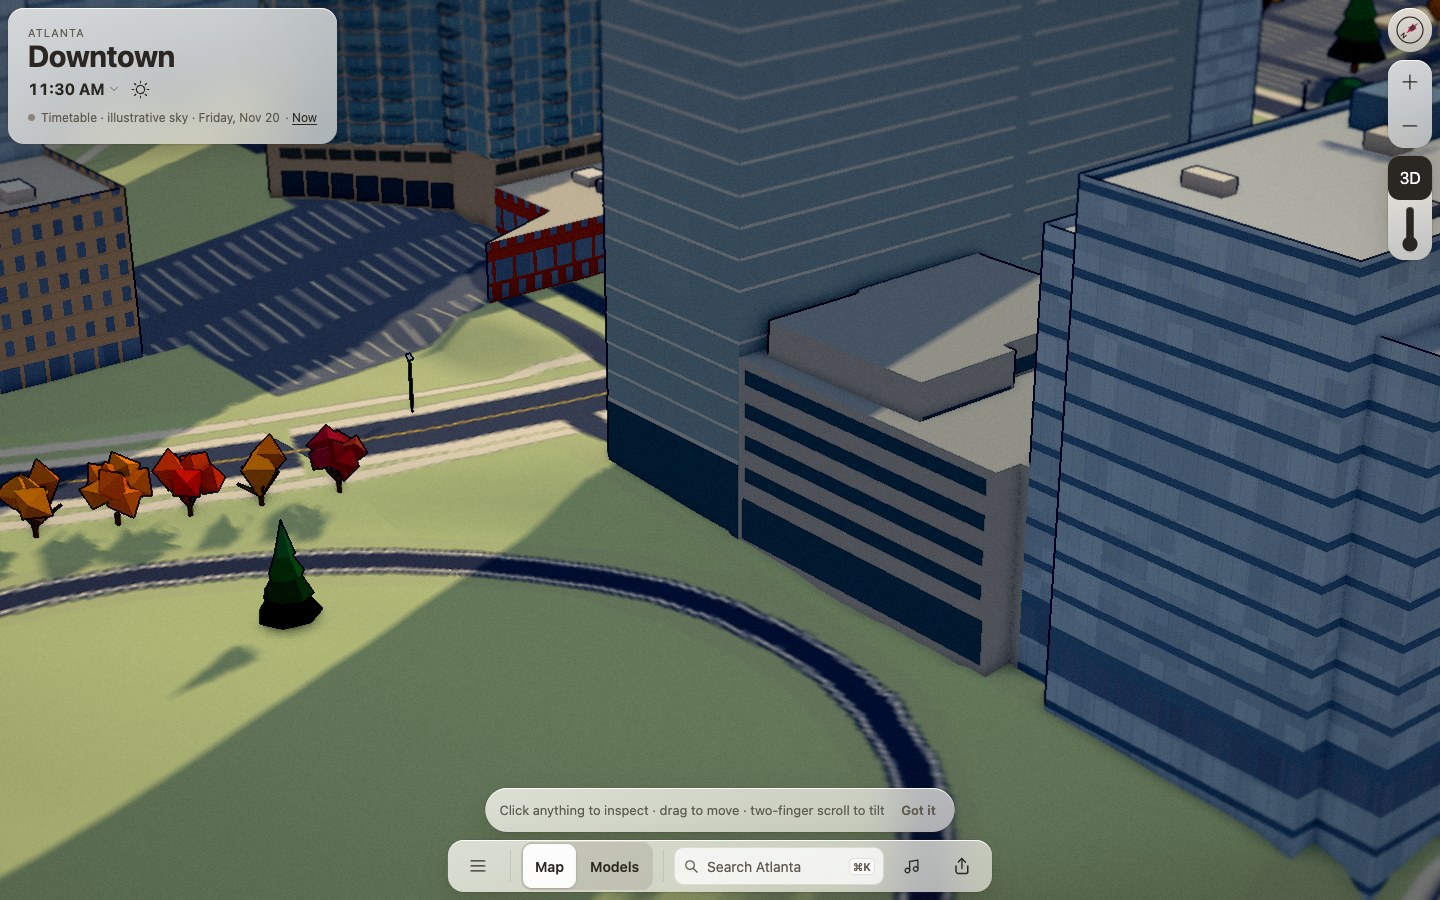 ATLANTA
Downtown
11:30 AM
Timetable · illustrative sky · Friday, Nov 20 · Now
3D
Click anything to inspect · drag to move · two-finger scroll to tilt Got it
Map Models Search Atlanta ⌘K